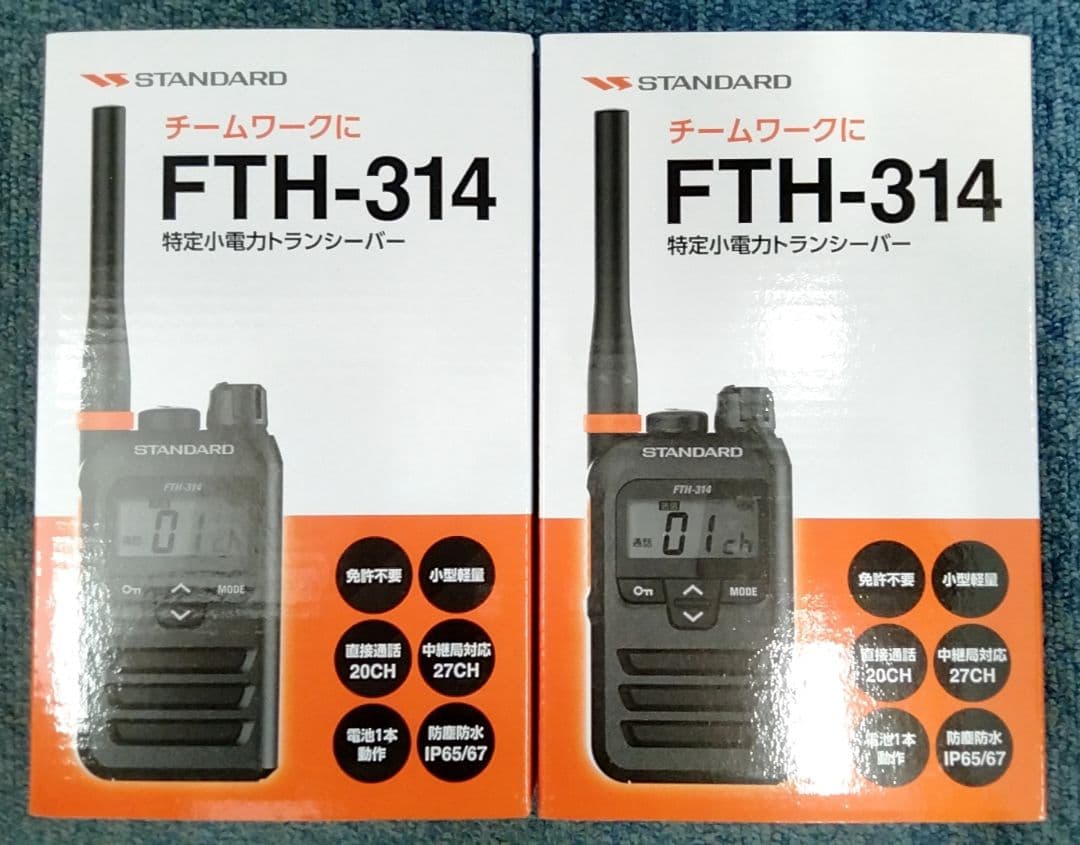 STANDARD
チームワークに
FTH-314
特定小電力トランシーバー
STANDARD
FTH-314
通話
01ch
MODE
免許不要
小型軽量
直接通話
20CH
中継局対応
27CH
電池1本
動作
防塵防水
IP65/67
STANDARD
チームワークに
FTH-314
特定小電力トランシーバー
STANDARD
FTH-314
通話
01ch
MODE
免許不要
小型軽量
直接通話
20CH
中継局対応
27CH
電池1本
動作
防塵防水
IP65/67